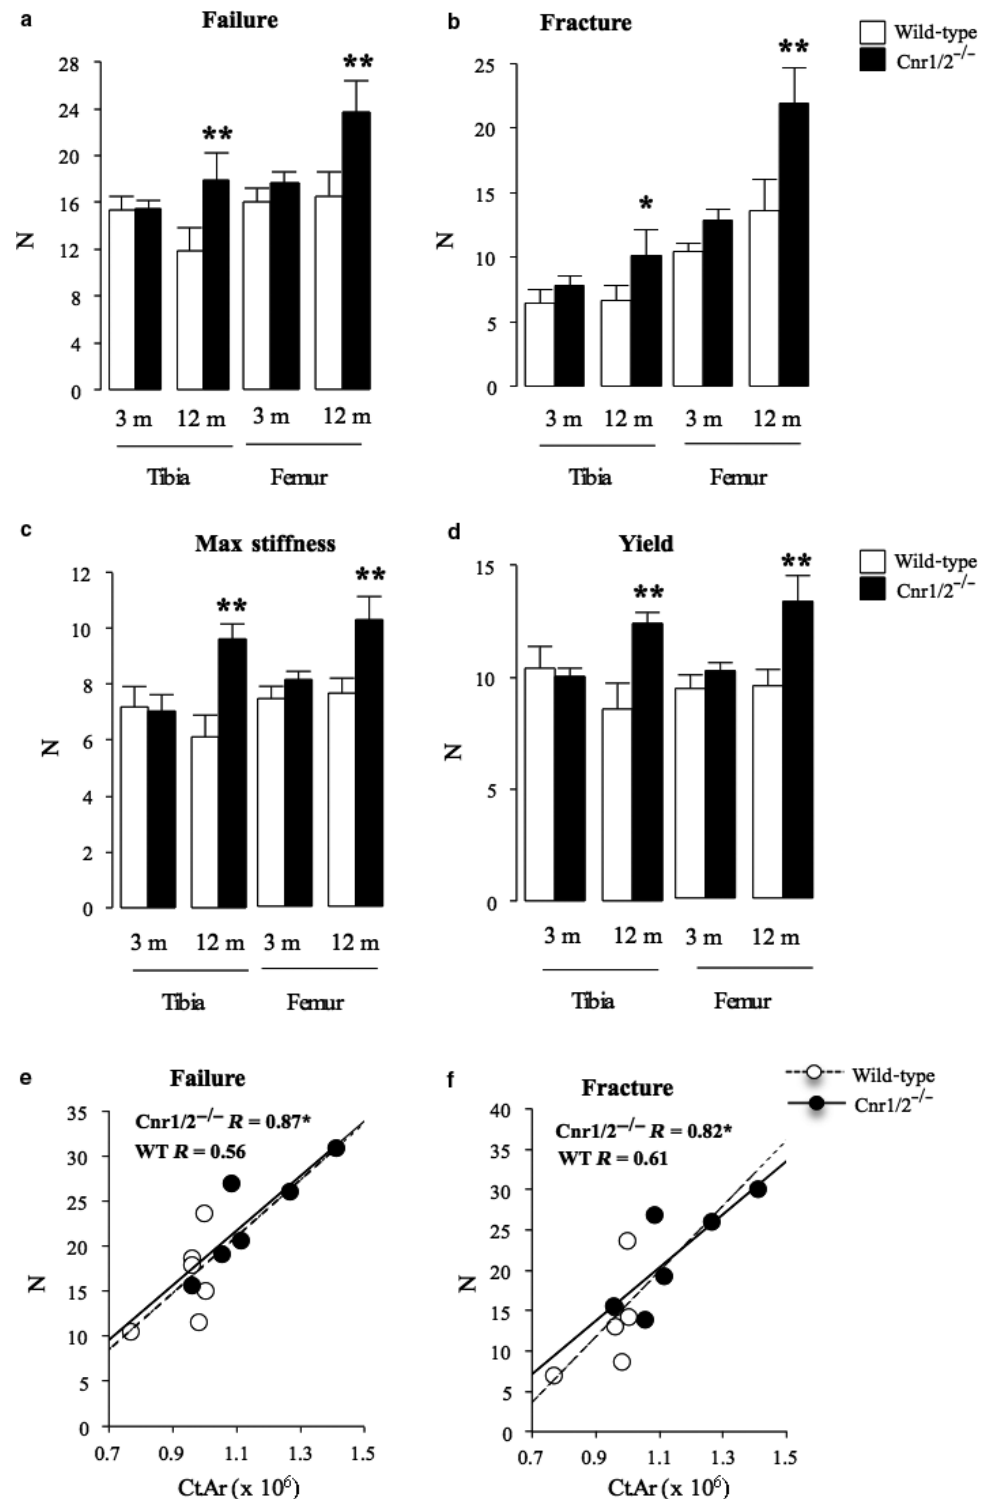 a
Failure
28
24
20
16
12
8
4
0
N
**
**
3 m 12 m 3 m 12 m
Tibia Femur
b
Fracture
25
20
15
10
5
0
N
*
**
3 m 12 m 3 m 12 m
Tibia Femur
Wild-type
Cnr1/2−/−
c
Max stiffness
12
10
8
6
4
2
0
N
**
**
3 m 12 m 3 m 12 m
Tibia Femur
d
Yield
15
10
5
0
N
**
**
3 m 12 m 3 m 12 m
Tibia Femur
Wild-type
Cnr1/2−/−
e
Failure
Cnr1/2−/− R = 0.87*
WT R = 0.56
35
30
25
20
15
10
5
0
N
0.7 0.9 1.1 1.3 1.5
CtAr (x 10⁶)
f
Fracture
Cnr1/2−/− R = 0.82*
WT R = 0.61
40
35
30
25
20
15
10
5
0
N
0.7 0.9 1.1 1.3 1.5
CtAr (x 10⁶)
Wild-type
Cnr1/2−/−